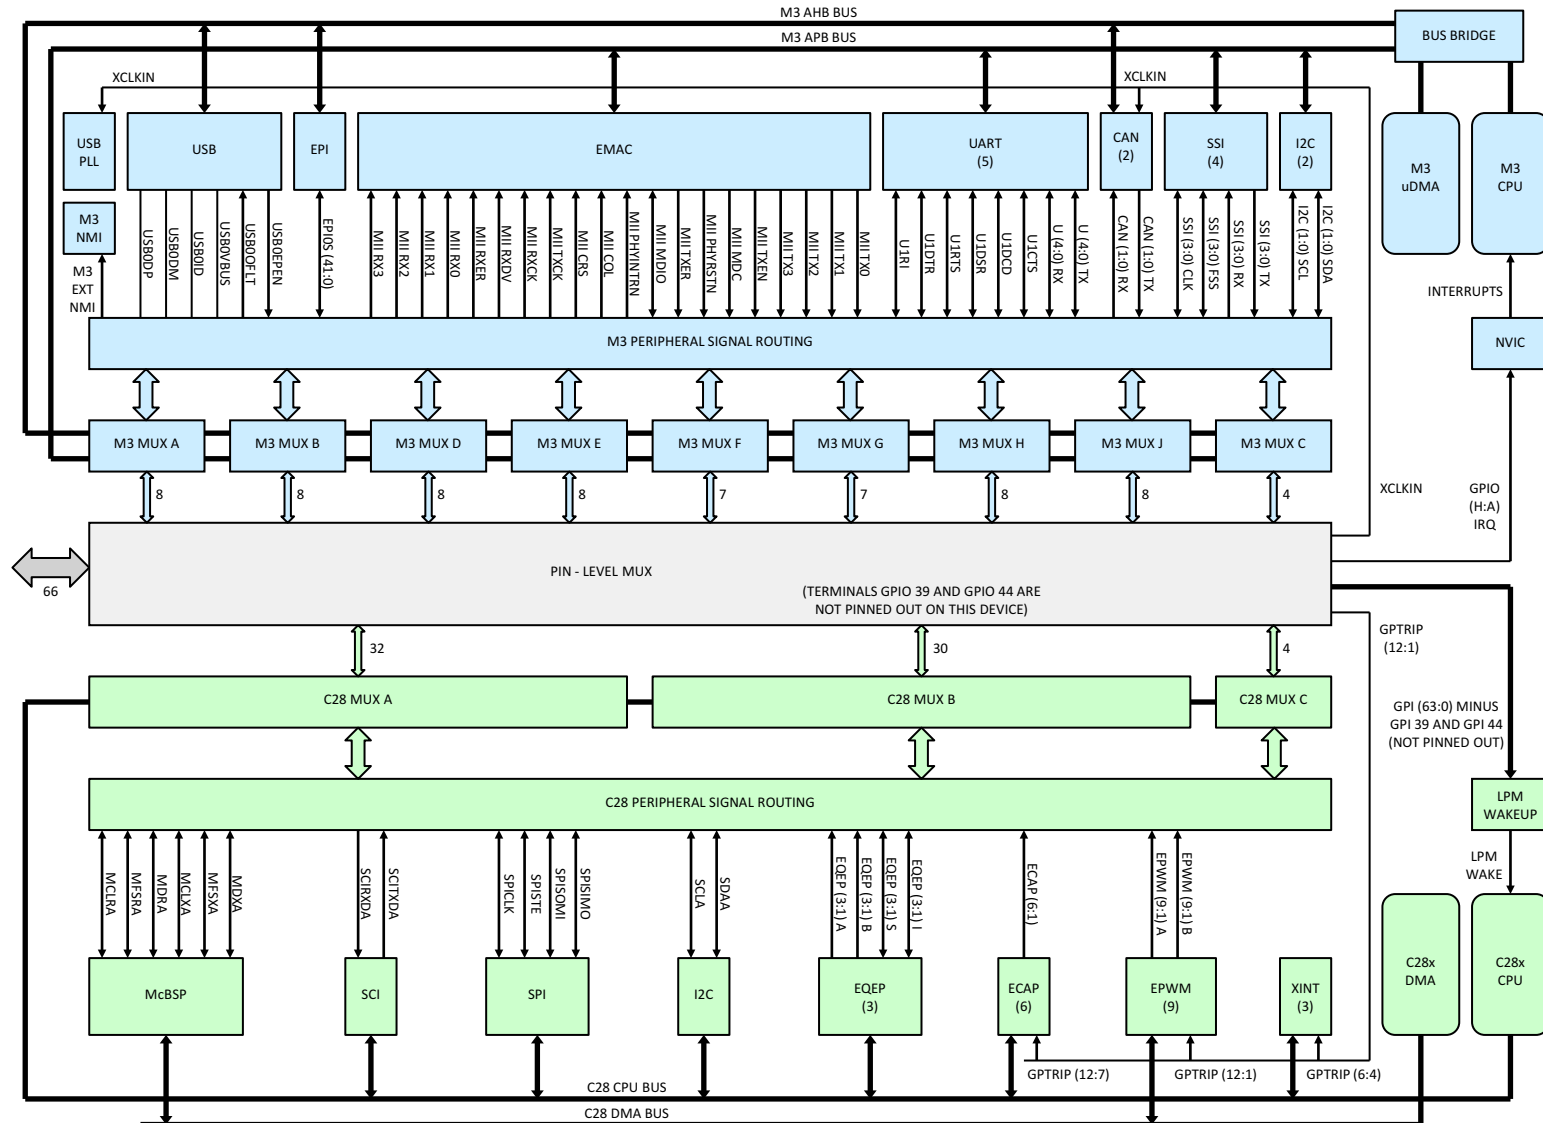 M3 AHB BUS
M3 APB BUS
BUS BRIDGE
XCLKIN
XCLKIN
USB
PLL
USB
EPI
EMAC
UART
(5)
CAN
(2)
SSI
(4)
I2C
(2)
M3
uDMA
M3
CPU
M3
NMI
M3
EXT
NMI
USB0DP
USB0DM
USB0ID
USB0VBUS
USB0OFLT
USB0EPEN
EPI0S (41:0)
MII RX3
MII RX2
MII RX1
MII RX0
MII RXER
MII RXDV
MII RXCK
MII TXCK
MII CRS
MII COL
MII PHYINTRN
MII MDIO
MII TXER
MII PHYRSTN
MII MDC
MII TXEN
MII TX3
MII TX2
MII TX1
MII TX0
U1RI
U1DTR
U1RTS
U1DSR
U1DCD
U1CTS
U (4:0) RX
U (4:0) TX
CAN (1:0) RX
CAN (1:0) TX
SSI (3:0) CLK
SSI (3:0) FSS
SSI (3:0) RX
SSI (3:0) TX
I2C (1:0) SCL
I2C (1:0) SDA
INTERRUPTS
M3 PERIPHERAL SIGNAL ROUTING
NVIC
M3 MUX A
M3 MUX B
M3 MUX D
M3 MUX E
M3 MUX F
M3 MUX G
M3 MUX H
M3 MUX J
M3 MUX C
8
8
8
8
7
7
8
8
4
XCLKIN
GPIO
(H:A)
IRQ
66
PIN - LEVEL MUX
(TERMINALS GPIO 39 AND GPIO 44 ARE
NOT PINNED OUT ON THIS DEVICE)
32
30
4
GPTRIP
(12:1)
C28 MUX A
C28 MUX B
C28 MUX C
GPI (63:0) MINUS
GPI 39 AND GPI 44
(NOT PINNED OUT)
C28 PERIPHERAL SIGNAL ROUTING
LPM
WAKEUP
LPM
WAKE
MCLRA
MFSRA
MDRA
MCLXA
MFSXA
MDXA
SCIRXDA
SCITXDA
SPICLK
SPISTE
SPISOMI
SPISIMO
SCLA
SDAA
EQEP (3:1) A
EQEP (3:1) B
EQEP (3:1) S
EQEP (3:1) I
ECAP (6:1)
EPWM (9:1) A
EPWM (9:1) B
McBSP
SCI
SPI
I2C
EQEP
(3)
ECAP
(6)
EPWM
(9)
XINT
(3)
C28x
DMA
C28x
CPU
GPTRIP (12:7)
GPTRIP (12:1)
GPTRIP (6:4)
C28 CPU BUS
C28 DMA BUS